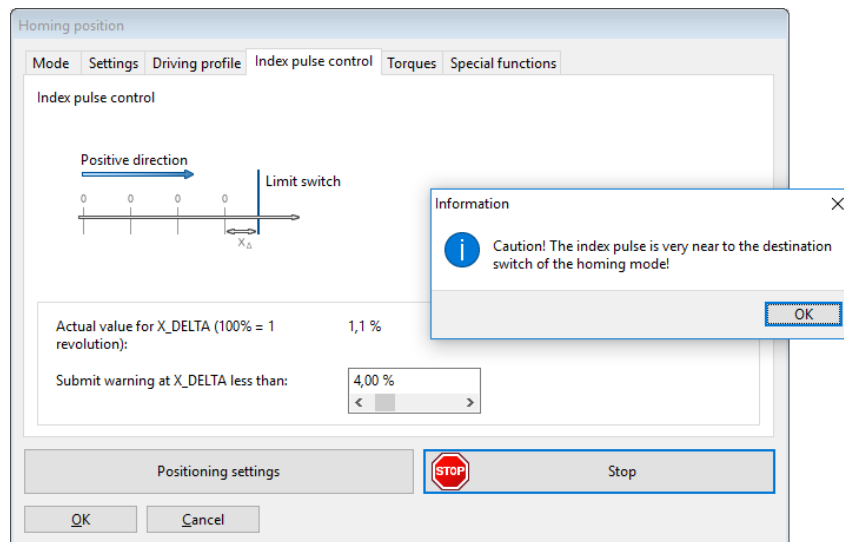 Homing position
Mode Settings Driving profile Index pulse control Torques Special functions
Index pulse control
Positive direction
Limit switch
0 0 0 0
X Δ
Information
Caution! The index pulse is very near to the destination
switch of the homing mode!
OK
Actual value for X_DELTA (100% = 1
revolution):
1,1 %
Submit warning at X_DELTA less than:
4,00 %
Positioning settings
STOP
Stop
OK
Cancel